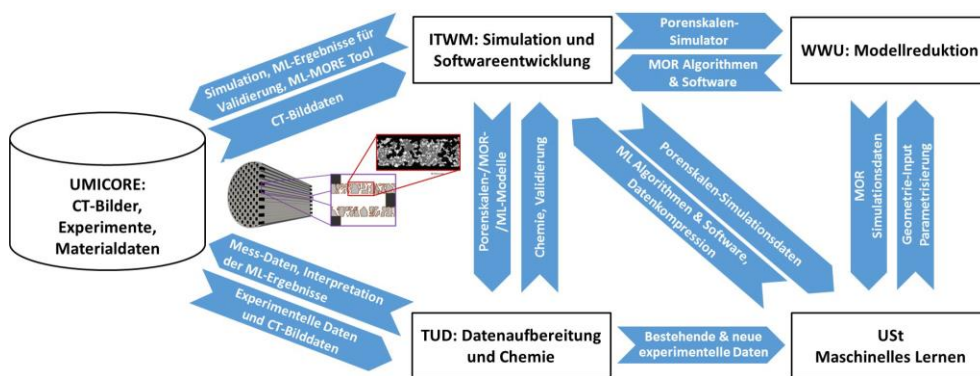 Simulation, ML-Ergebnisse für
Validierung, ML-MORE Tool
CT-Bilddaten
ITWM: Simulation und
Softwareentwicklung
Porenskalen-
Simulator
MOR Algorithmen
& Software
WWU: Modellreduktion
UMICORE:
CT-Bilder,
Experimente,
Materialdaten
Porenskalen-/MOR-
/ML-Modelle
Chemie, Validierung
Porenskalen-Simulationsdaten
ML Algorithmen & Software,
Datenkompression
MOR
Simulationsdaten
Geometrie-Input
Parametrisierung
Mess-Daten, Interpretation
der ML-Ergebnisse
Experimentelle Daten
und CT-Bilddaten
TUD: Datenaufbereitung
und Chemie
Bestehende & neue
experimentelle Daten
USt
Maschinelles Lernen